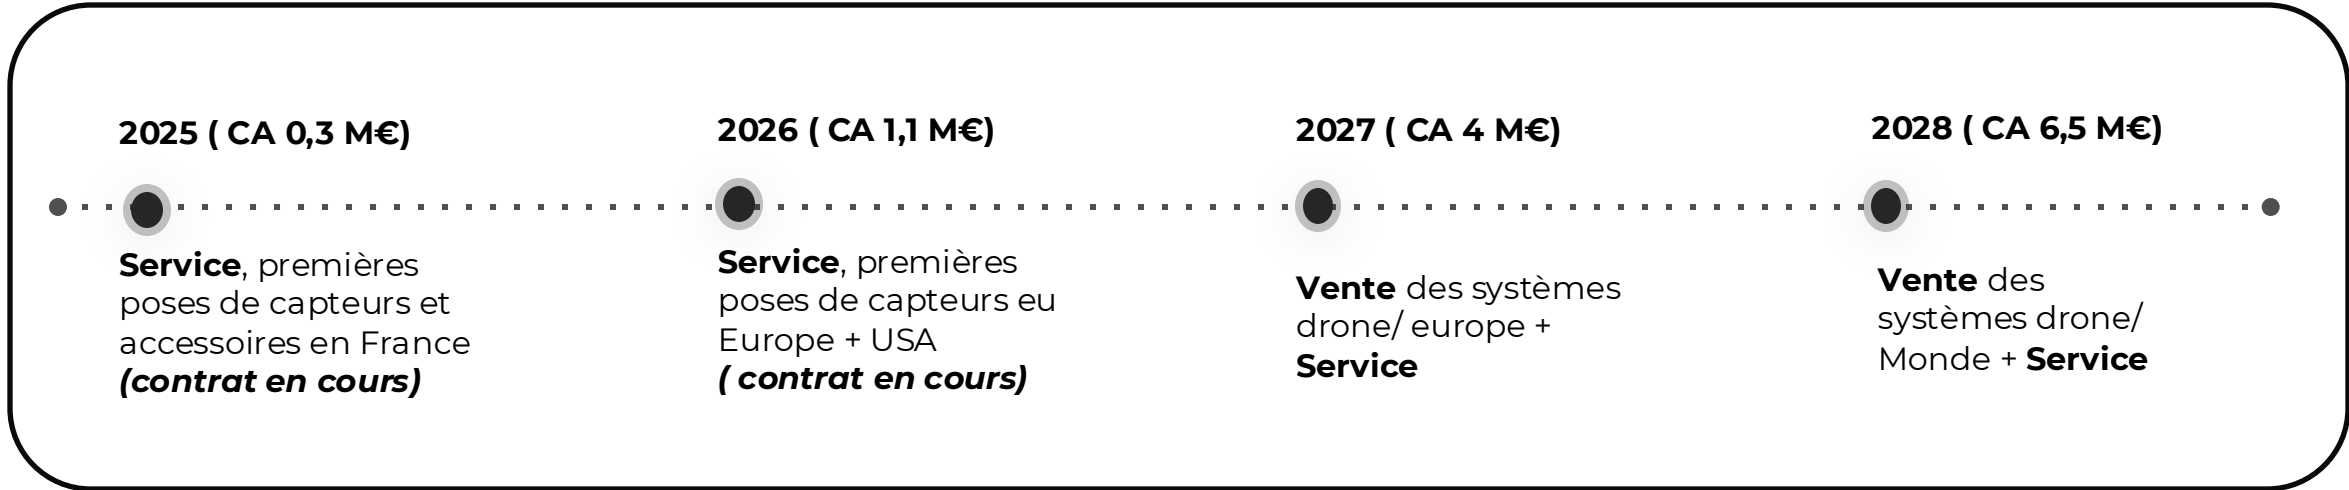 2025 ( CA 0,3 M€)
Service, premières
poses de capteurs et
accessoires en France
(contrat en cours)
2026 ( CA 1,1 M€)
Service, premières
poses de capteurs eu
Europe + USA
( contrat en cours)
2027 ( CA 4 M€)
Vente des systèmes
drone/ europe +
Service
2028 ( CA 6,5 M€)
Vente des
systèmes drone/
Monde + Service